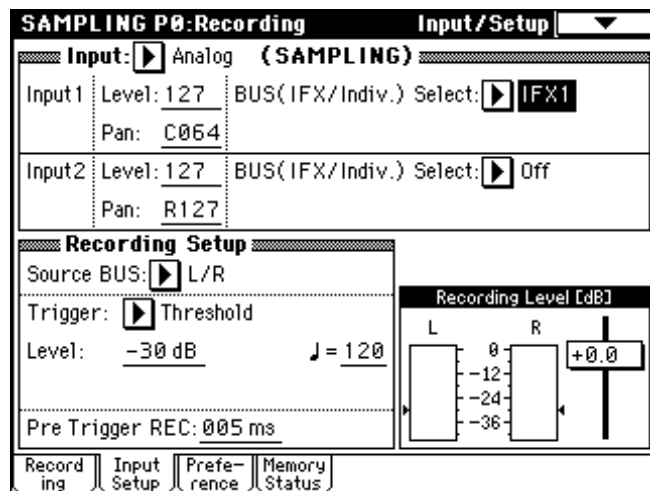 SAMPLING P0:Recording Input/Setup
Input: Analog (SAMPLING)
Input1 Level: 127 BUS(IFX/Indiv.) Select: IFX1
Pan: C064
Input2 Level: 127 BUS(IFX/Indiv.) Select: Off
Pan: R127
Recording Setup
Source BUS: L/R
Trigger: Threshold
Level: -30 dB ♩=120
Pre Trigger REC: 005 ms
Recording Level [dB]
L R
0
+0.0
-12
-24
-36
Record
ing
Input
Setup
Prefe-
rence
Memory
Status